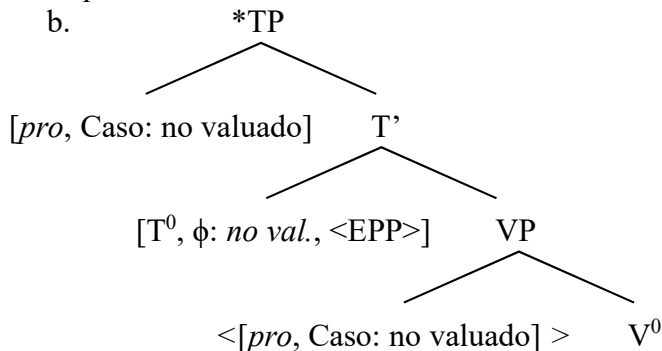 b. *TP
[pro, Caso: no valuado] T’
[T⁰, ϕ: no val., <EPP>] VP
<[pro, Caso: no valuado] > V⁰